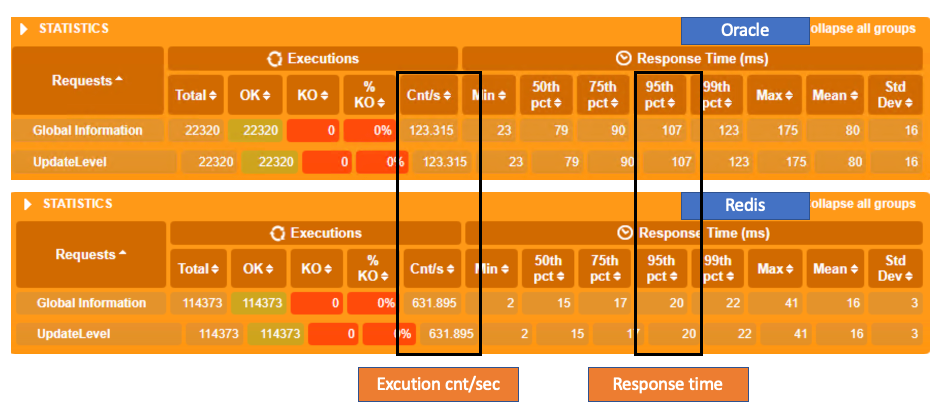 STATISTICS Oracle ollapse all groups
Requests Executions Response Time (ms)
Total OK KO % KO Cnt/s Min 50th pct 75th pct 95th pct 99th pct Max Mean Std Dev
Global Information 22320 22320 0 0% 123.315 23 79 90 107 123 175 80 16
UpdateLevel 22320 22320 0 0% 123.315 23 79 90 107 123 175 80 16
STATISTICS Redis ollapse all groups
Requests Executions Response Time (ms)
Total OK KO % KO Cnt/s Min 50th pct 75th pct 95th pct 99th pct Max Mean Std Dev
Global Information 114373 114373 0 0% 631.895 2 15 17 20 22 41 16 3
UpdateLevel 114373 114373 0 0% 631.895 2 15 17 20 22 41 16 3
Excution cnt/sec Response time